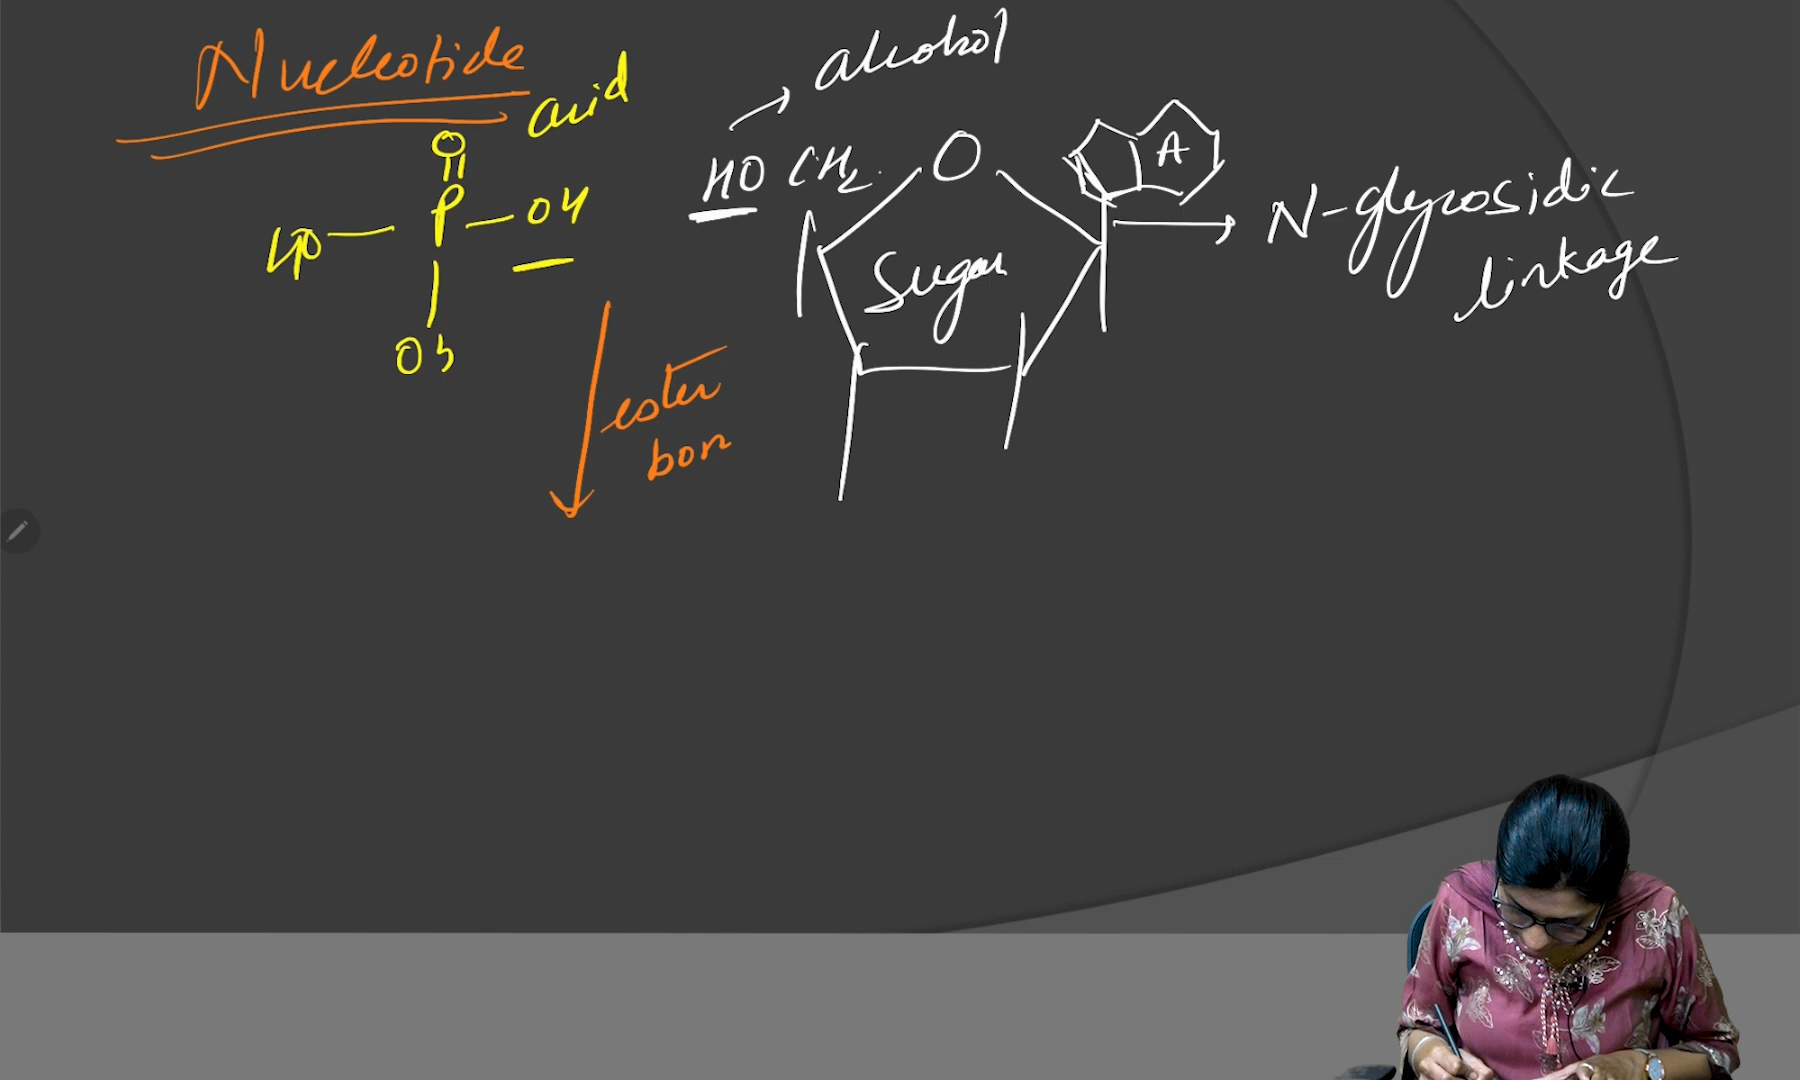 Nucleotide
acid
O
HO P OH
OH
alcohol
HO CH2 O A
Sugar
N-glycosidic
linkage
ester
bon